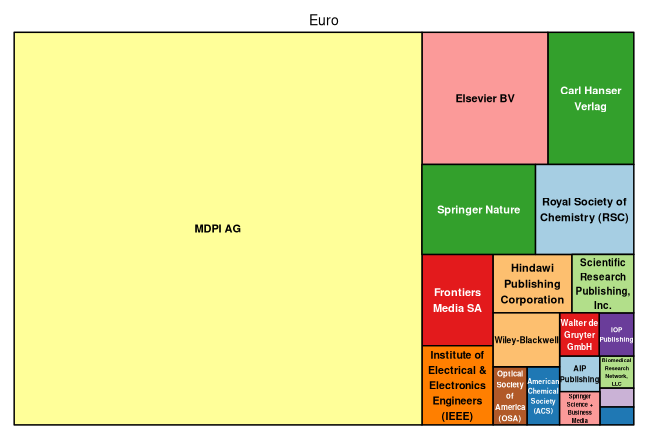 Euro
MDPI AG
Elsevier BV
Carl Hanser
Verlag
Springer Nature
Royal Society of
Chemistry (RSC)
Frontiers
Media SA
Hindawi
Publishing
Corporation
Scientific
Research
Publishing,
Inc.
Institute of
Electrical &
Electronics
Engineers
(IEEE)
Wiley-Blackwell
Walter de
Gruyter
GmbH
IOP
Publishing
Optical
Society
of
America
(OSA)
American
Chemical
Society
(ACS)
AIP
Publishing
Biomedical
Research
Network,
LLC
Springer
Science +
Business
Media